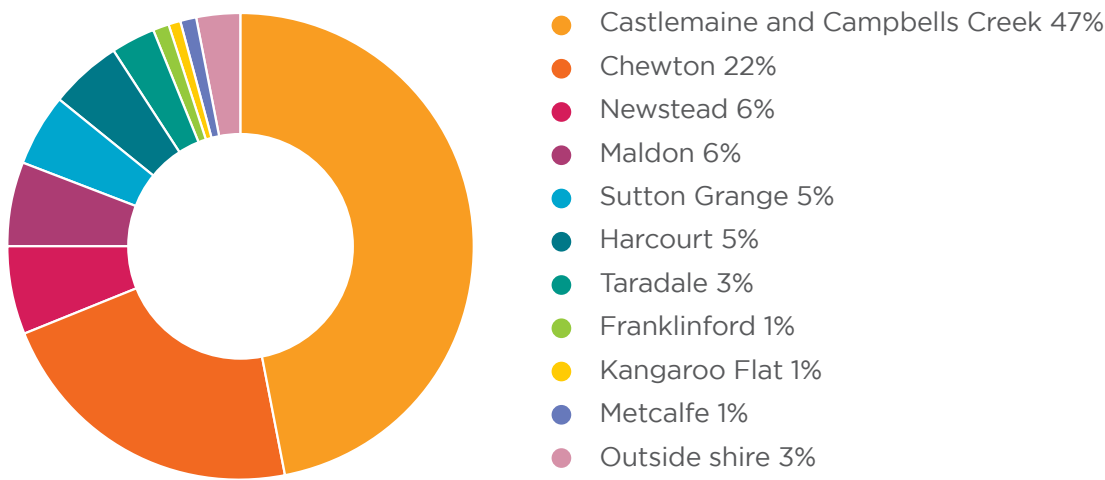 Castlemaine and Campbells Creek 47%
Chewton 22%
Newstead 6%
Maldon 6%
Sutton Grange 5%
Harcourt 5%
Taradale 3%
Franklinford 1%
Kangaroo Flat 1%
Metcalfe 1%
Outside shire 3%